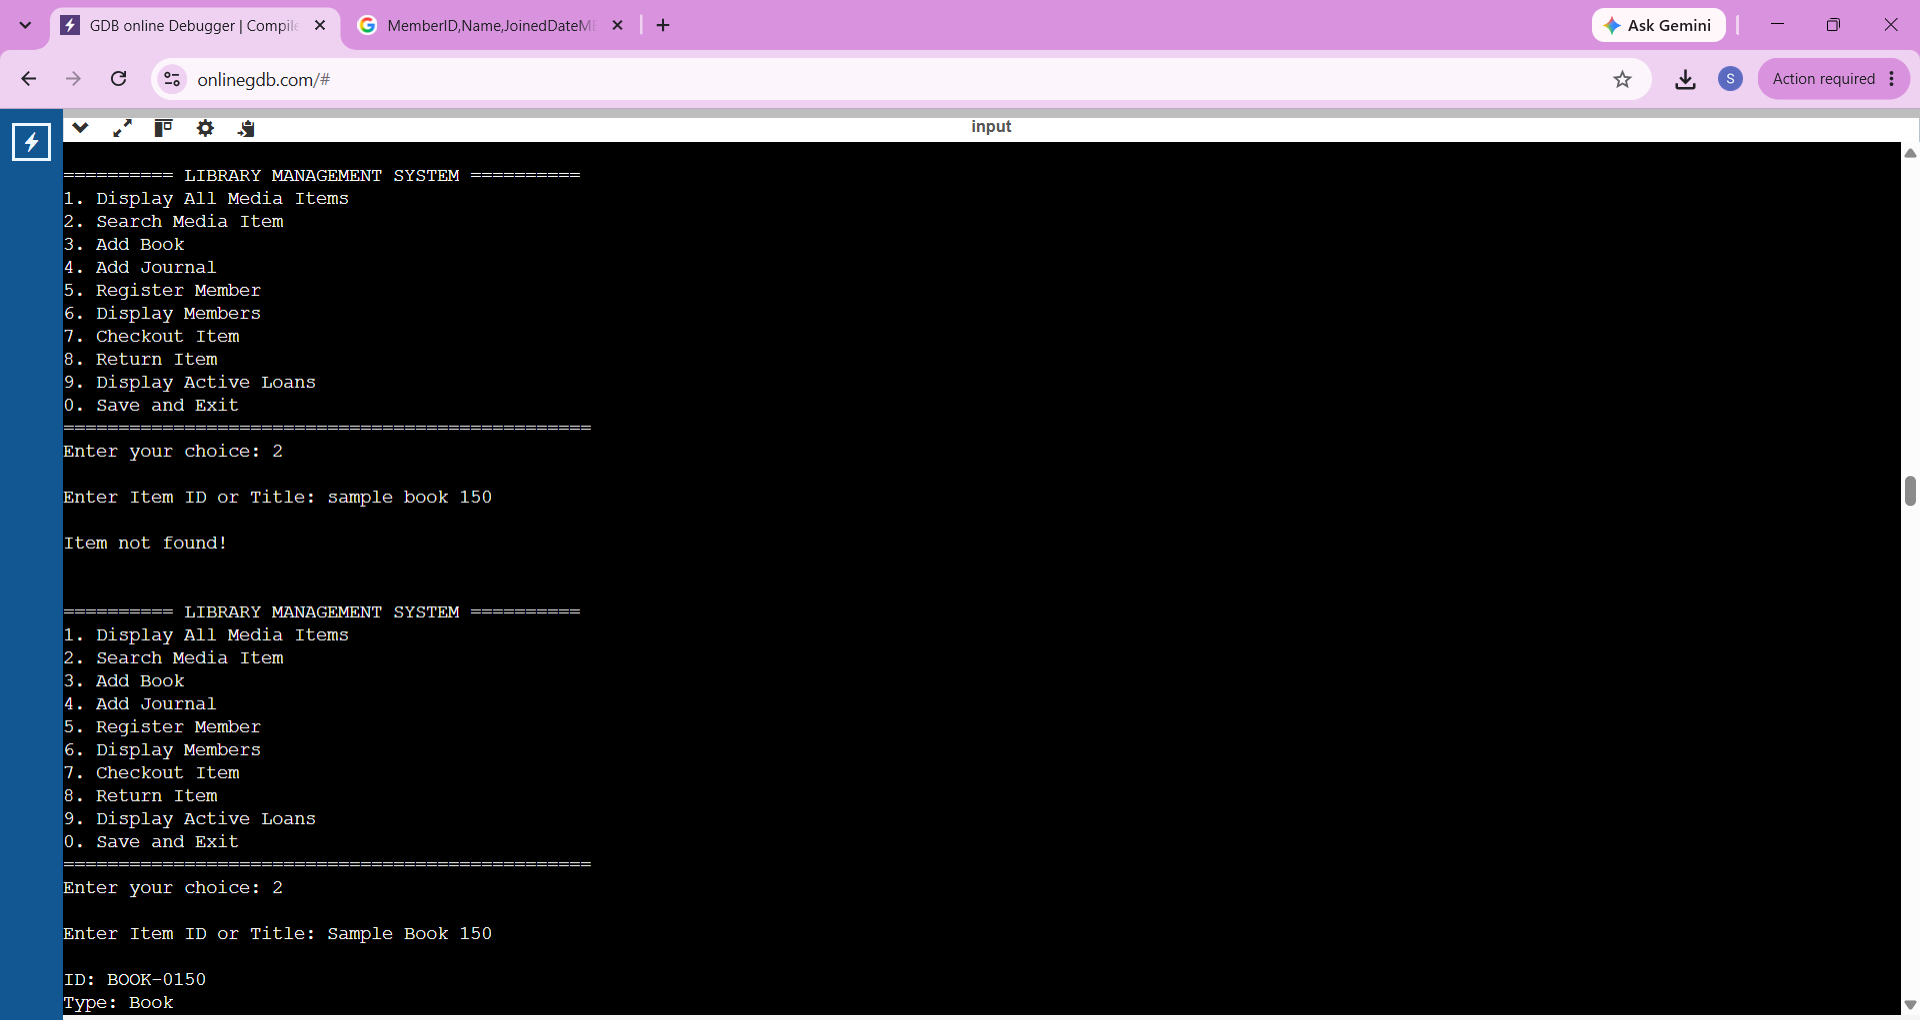 GDB online Debugger | Compile
MemberID,Name,JoinedDateME
Ask Gemini
onlinegdb.com/#
S
Action required
input
========== LIBRARY MANAGEMENT SYSTEM ==========
1. Display All Media Items
2. Search Media Item
3. Add Book
4. Add Journal
5. Register Member
6. Display Members
7. Checkout Item
8. Return Item
9. Display Active Loans
0. Save and Exit
================================================
Enter your choice: 2
Enter Item ID or Title: sample book 150
Item not found!
========== LIBRARY MANAGEMENT SYSTEM ==========
1. Display All Media Items
2. Search Media Item
3. Add Book
4. Add Journal
5. Register Member
6. Display Members
7. Checkout Item
8. Return Item
9. Display Active Loans
0. Save and Exit
================================================
Enter your choice: 2
Enter Item ID or Title: Sample Book 150
ID: BOOK-0150
Type: Book